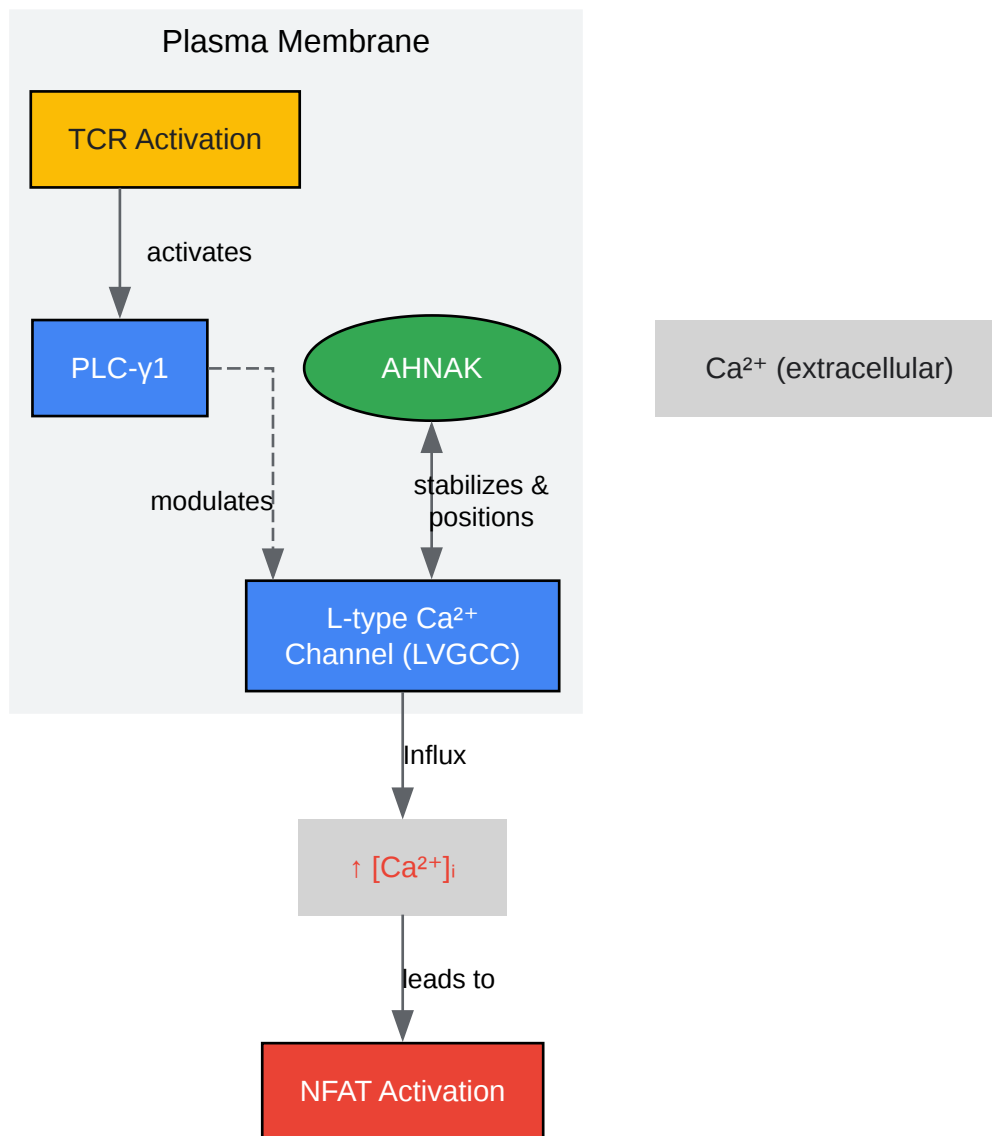 Plasma Membrane
TCR Activation
activates
PLC-γ1
AHNAK
Ca²⁺ (extracellular)
modulates
stabilizes &
positions
L-type Ca²⁺
Channel (LVGCC)
Influx
↑ [Ca²⁺]ᵢ
leads to
NFAT Activation